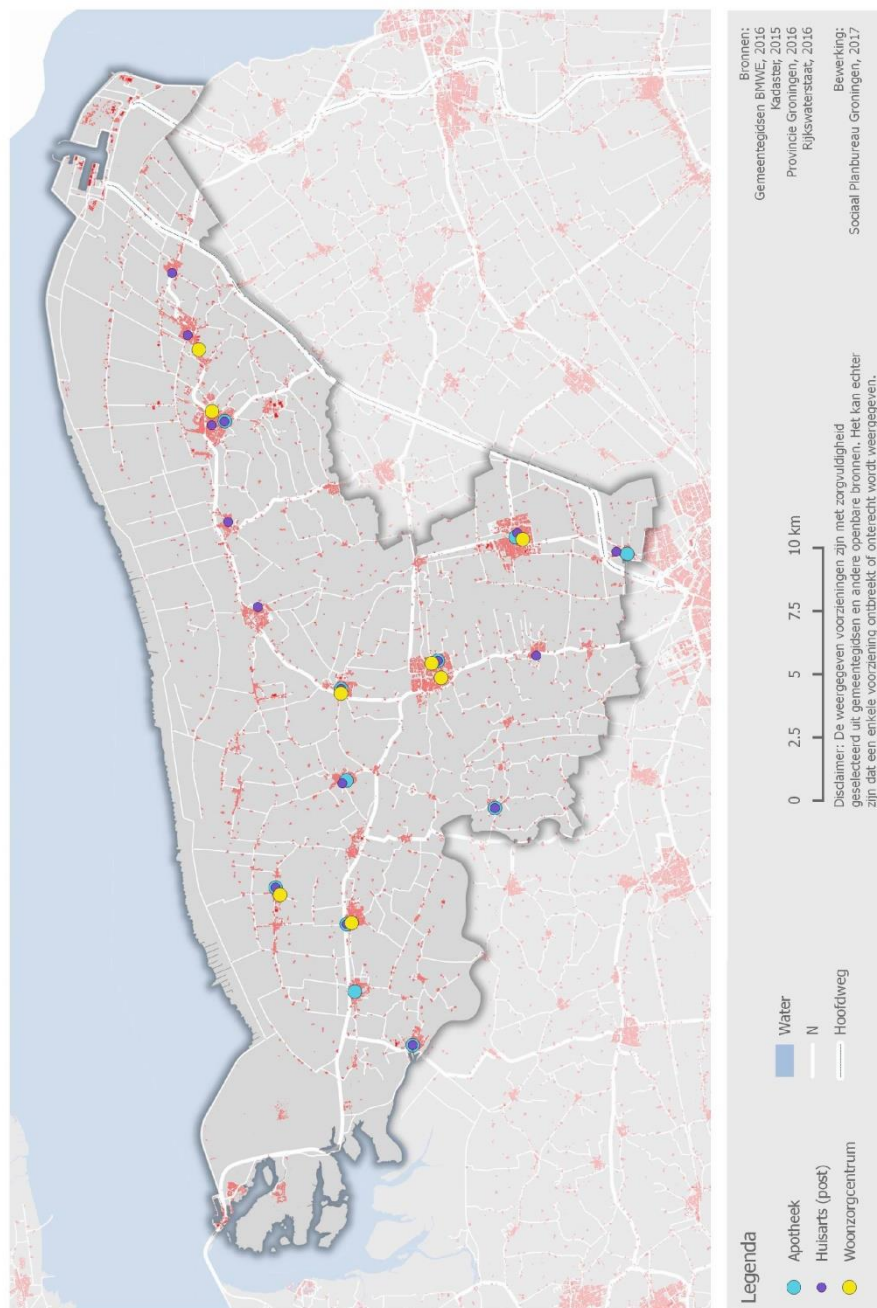 Legenda
Apotheek
Huisarts (post)
Woonzorgcentrum
Water
N
Hoofdweg
0 2.5 5 7.5 10 km
Disclaimer: De weergegeven voorzieningen zijn met zorgvuldigheid
geselecteerd uit gemeentegidsen en andere openbare bronnen. Het kan echter
zijn dat een enkele voorziening ontbreekt of onterecht wordt weergegeven.
Bronnen:
Gemeentegidsen BMWE, 2016
Kadaster, 2015
Provincie Groningen, 2016
Rijkswaterstaat, 2016
Bewerking:
Sociaal Planbureau Groningen, 2017